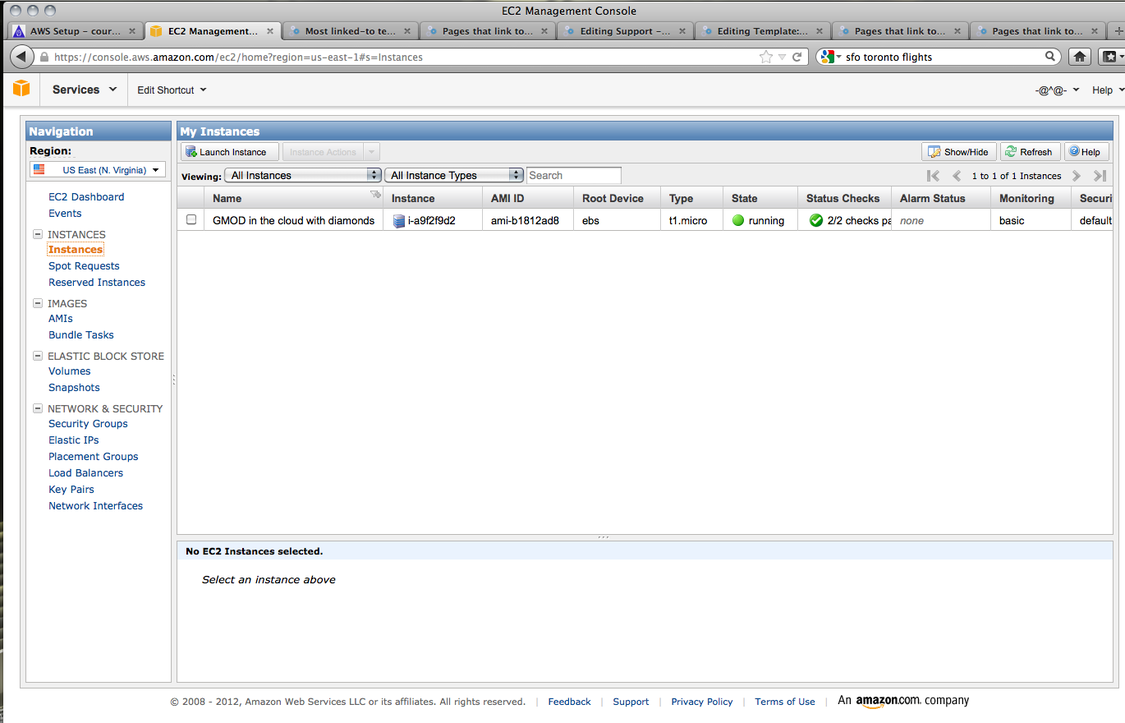 EC2 Management Console
AWS Setup – cour...
EC2 Management...
Most linked-to te...
Pages that link to...
Editing Support –...
Editing Template:...
Pages that link to...
Pages that link to...
https://console.aws.amazon.com/ec2/home?region=us-east-1#s=Instances
sfo toronto flights
Services
Edit Shortcut
-@^@-
Help
Navigation
Region:
US East (N. Virginia)
EC2 Dashboard
Events
INSTANCES
Instances
Spot Requests
Reserved Instances
IMAGES
AMIs
Bundle Tasks
ELASTIC BLOCK STORE
Volumes
Snapshots
NETWORK & SECURITY
Security Groups
Elastic IPs
Placement Groups
Load Balancers
Key Pairs
Network Interfaces
My Instances
Launch Instance
Instance Actions
Show/Hide
Refresh
Help
Viewing: All Instances All Instance Types Search
1 to 1 of 1 Instances
Name Instance AMI ID Root Device Type State Status Checks Alarm Status Monitoring Securi
GMOD in the cloud with diamonds i-a9f2f9d2 ami-b1812ad8 ebs t1.micro running 2/2 checks pa none basic default
No EC2 Instances selected.
Select an instance above
© 2008 - 2012, Amazon Web Services LLC or its affiliates. All rights reserved. | Feedback | Support | Privacy Policy | Terms of Use | An amazon.com. company